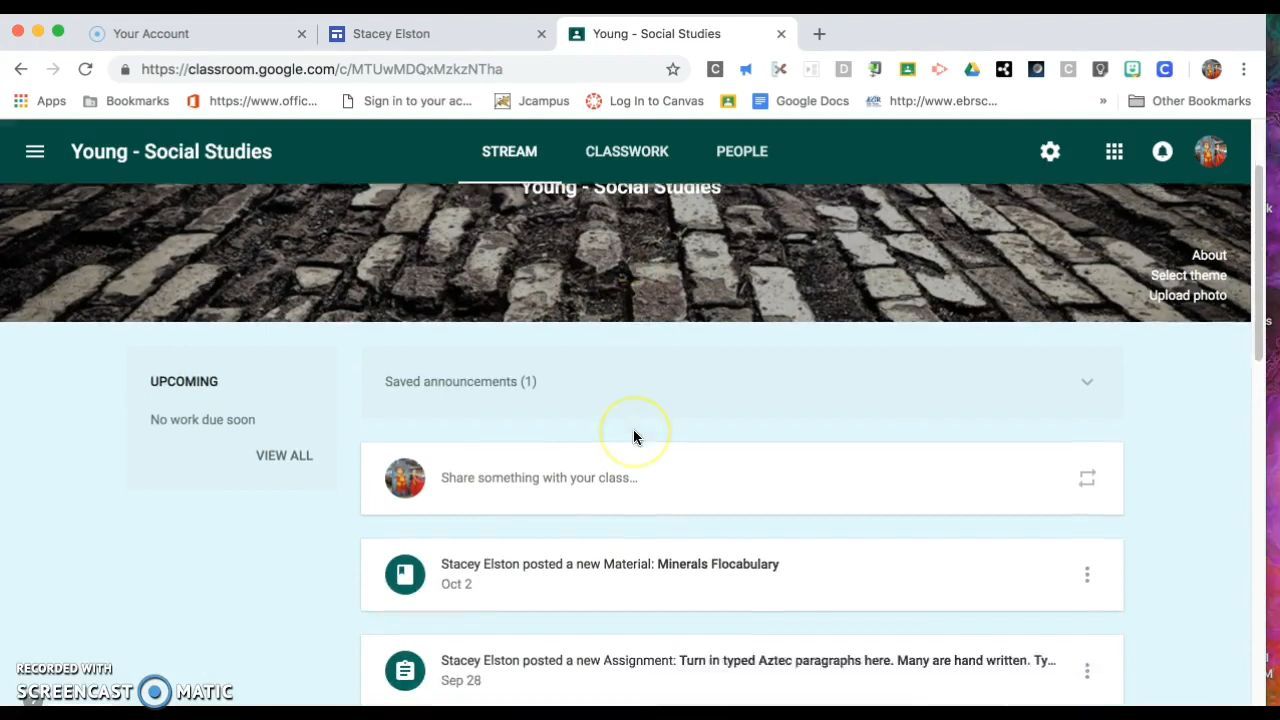 Your Account
Stacey Elston
Young - Social Studies
https://classroom.google.com/c/MTUwMDQxMzkzNTha
Apps
Bookmarks
https://www.offic...
Sign in to your ac...
Jcampus
Log In to Canvas
Google Docs
http://www.ebrsc...
» Other Bookmarks
Young - Social Studies
STREAM
CLASSWORK
PEOPLE
Young - Social Studies
About
Select theme
Upload photo
UPCOMING
No work due soon
VIEW ALL
Saved announcements (1)
Share something with your class...
Stacey Elston posted a new Material: Minerals Flocabulary
Oct 2
Stacey Elston posted a new Assignment: Turn in typed Aztec paragraphs here. Many are hand written. Ty...
Sep 28
RECORDED WITH
SCREENCAST MATIC